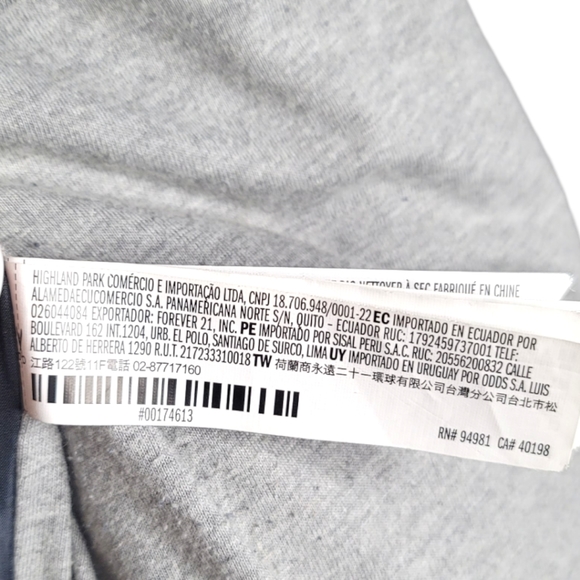 NETTOYER À SEC FABRIQUÉ EN CHINE
HIGHLAND PARK COMÉRCIO E IMPORTAÇÃO LTDA, CNPJ 18.706.948/0001-22 EC IMPORTADO EN ECUADOR POR
ALAMEDAECUCOMERCIO S.A. PANAMERICANA NORTE S/N, QUITO - ECUADOR RUC: 1792459737001 TELF:
026044084 EXPORTADOR: FOREVER 21, INC. PE IMPORTADO POR SISAL PERU S.A.C. RUC: 20556200832 CALLE
BOULEVARD 162 INT.1204, URB. EL POLO, SANTIAGO DE SURCO, LIMA UY IMPORTADO EN URUGUAY POR ODDS S.A. LUIS
ALBERTO DE HERRERA 1290 R.U.T. 217233310018 TW 荷蘭商永遠二十一環球有限公司台灣分公司台北市松
江路122號11F電話 02-87717160
#00174613
RN# 94981 CA# 40198